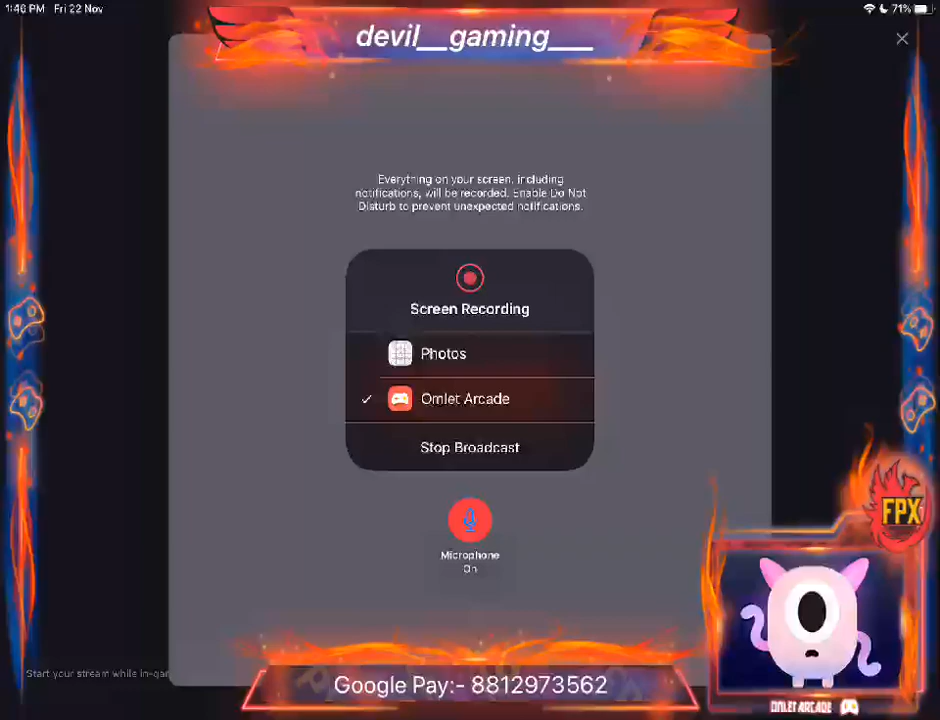 1:46 PM Fri 22 Nov
71%
devil__gaming___
Everything on your screen, including
notifications, will be recorded. Enable Do Not
Disturb to prevent unexpected notifications.
Screen Recording
Photos
Omlet Arcade
Stop Broadcast
Microphone
On
FPX
Start your stream while in-gam
Google Pay:- 8812973562
OMLET ARCADE